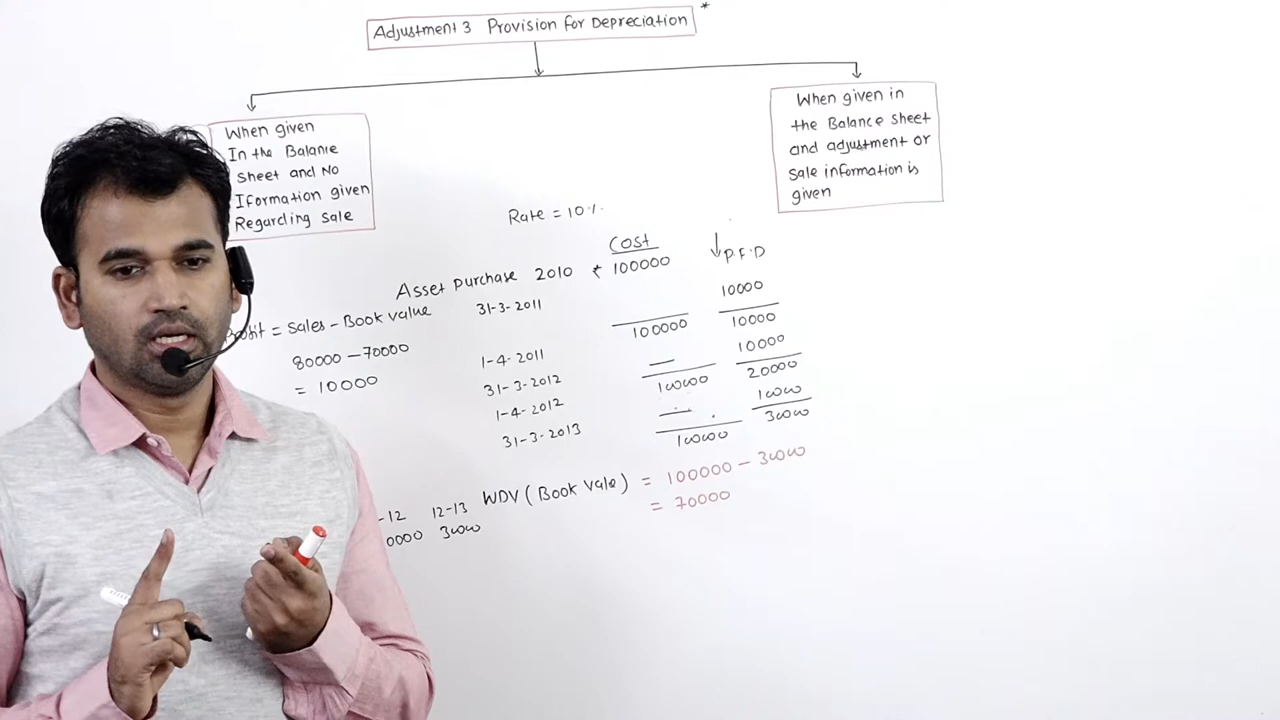 Adjustment 3 Provision for Depreciation *
When given
In the Balance
sheet and No
Iformation given
Regarding sale
When given in
the Balance sheet
and adjustment or
sale information is
given
Rate = 10%
Cost
P.F.D
Asset purchase 2010 ₹ 100000
10000
31-3-2011
100000 10000
= Sales - Book value
80000 - 70000
= 10000
1-4-2011 — 10000
31-3-2012 100000 20000
1-4-2012 — 10000
31-3-2013 100000 30000
WDV (Book Vale) = 100000 - 30000
= 70000
-12 12-13
0000 30000